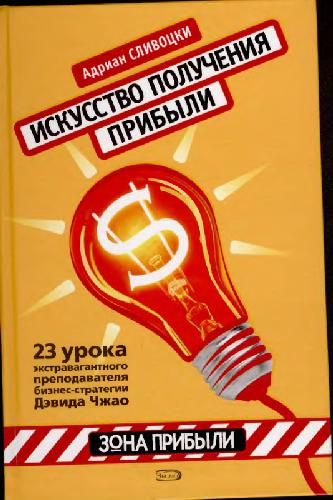 Адриан СЛИВОЦКИ
ИСКУССТВО ПОЛУЧЕНИЯ
ПРИБЫЛИ
$
23 урока
экстравагантного
преподавателя
бизнес-стратегии
Дэвида Чжао
ЗОНА ПРИБЫЛИ